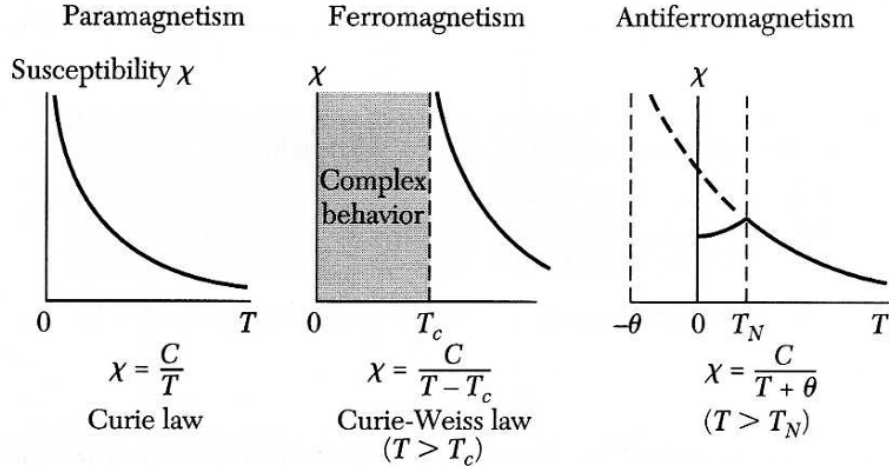 Paramagnetism
Susceptibility χ
0
T
χ = C/T
Curie law
Ferromagnetism
χ
Complex
behavior
0
T_c
χ = C/(T − T_c)
Curie-Weiss law
(T > T_c)
Antiferromagnetism
χ
−θ
0
T_N
T
χ = C/(T + θ)
(T > T_N)